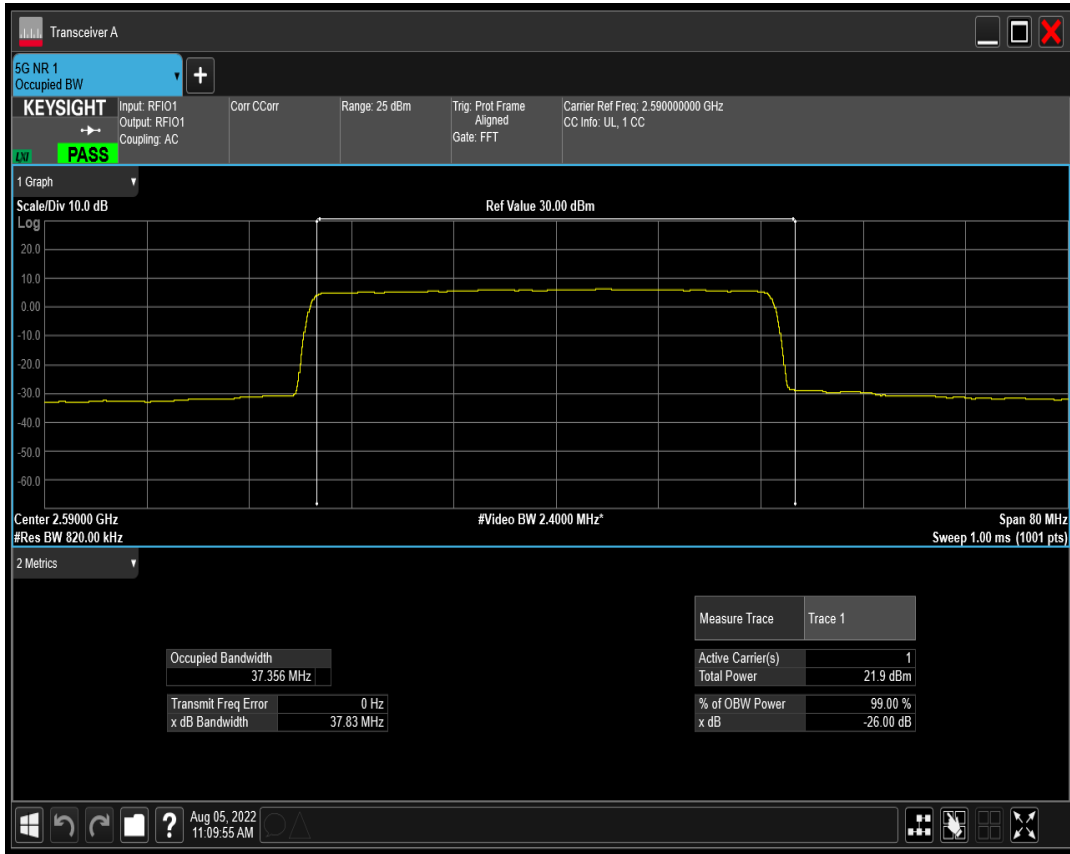 Transceiver A
5G NR 1
Occupied BW
+
KEYSIGHT
LXI
PASS
Input: RFIO1
Output: RFIO1
Coupling: AC
Corr CCorr
Range: 25 dBm
Trig: Prot Frame
Aligned
Gate: FFT
Carrier Ref Freq: 2.590000000 GHz
CC Info: UL, 1 CC
1 Graph
Scale/Div 10.0 dB
Ref Value 30.00 dBm
Log
20.0
10.0
0.00
-10.0
-20.0
-30.0
-40.0
-50.0
-60.0
Center 2.59000 GHz
#Video BW 2.4000 MHz*
Span 80 MHz
#Res BW 820.00 kHz
Sweep 1.00 ms (1001 pts)
2 Metrics
Measure Trace Trace 1
Occupied Bandwidth
37.356 MHz
Active Carrier(s) 1
Total Power 21.9 dBm
Transmit Freq Error 0 Hz
x dB Bandwidth 37.83 MHz
% of OBW Power 99.00 %
x dB -26.00 dB
?
Aug 05, 2022
11:09:55 AM